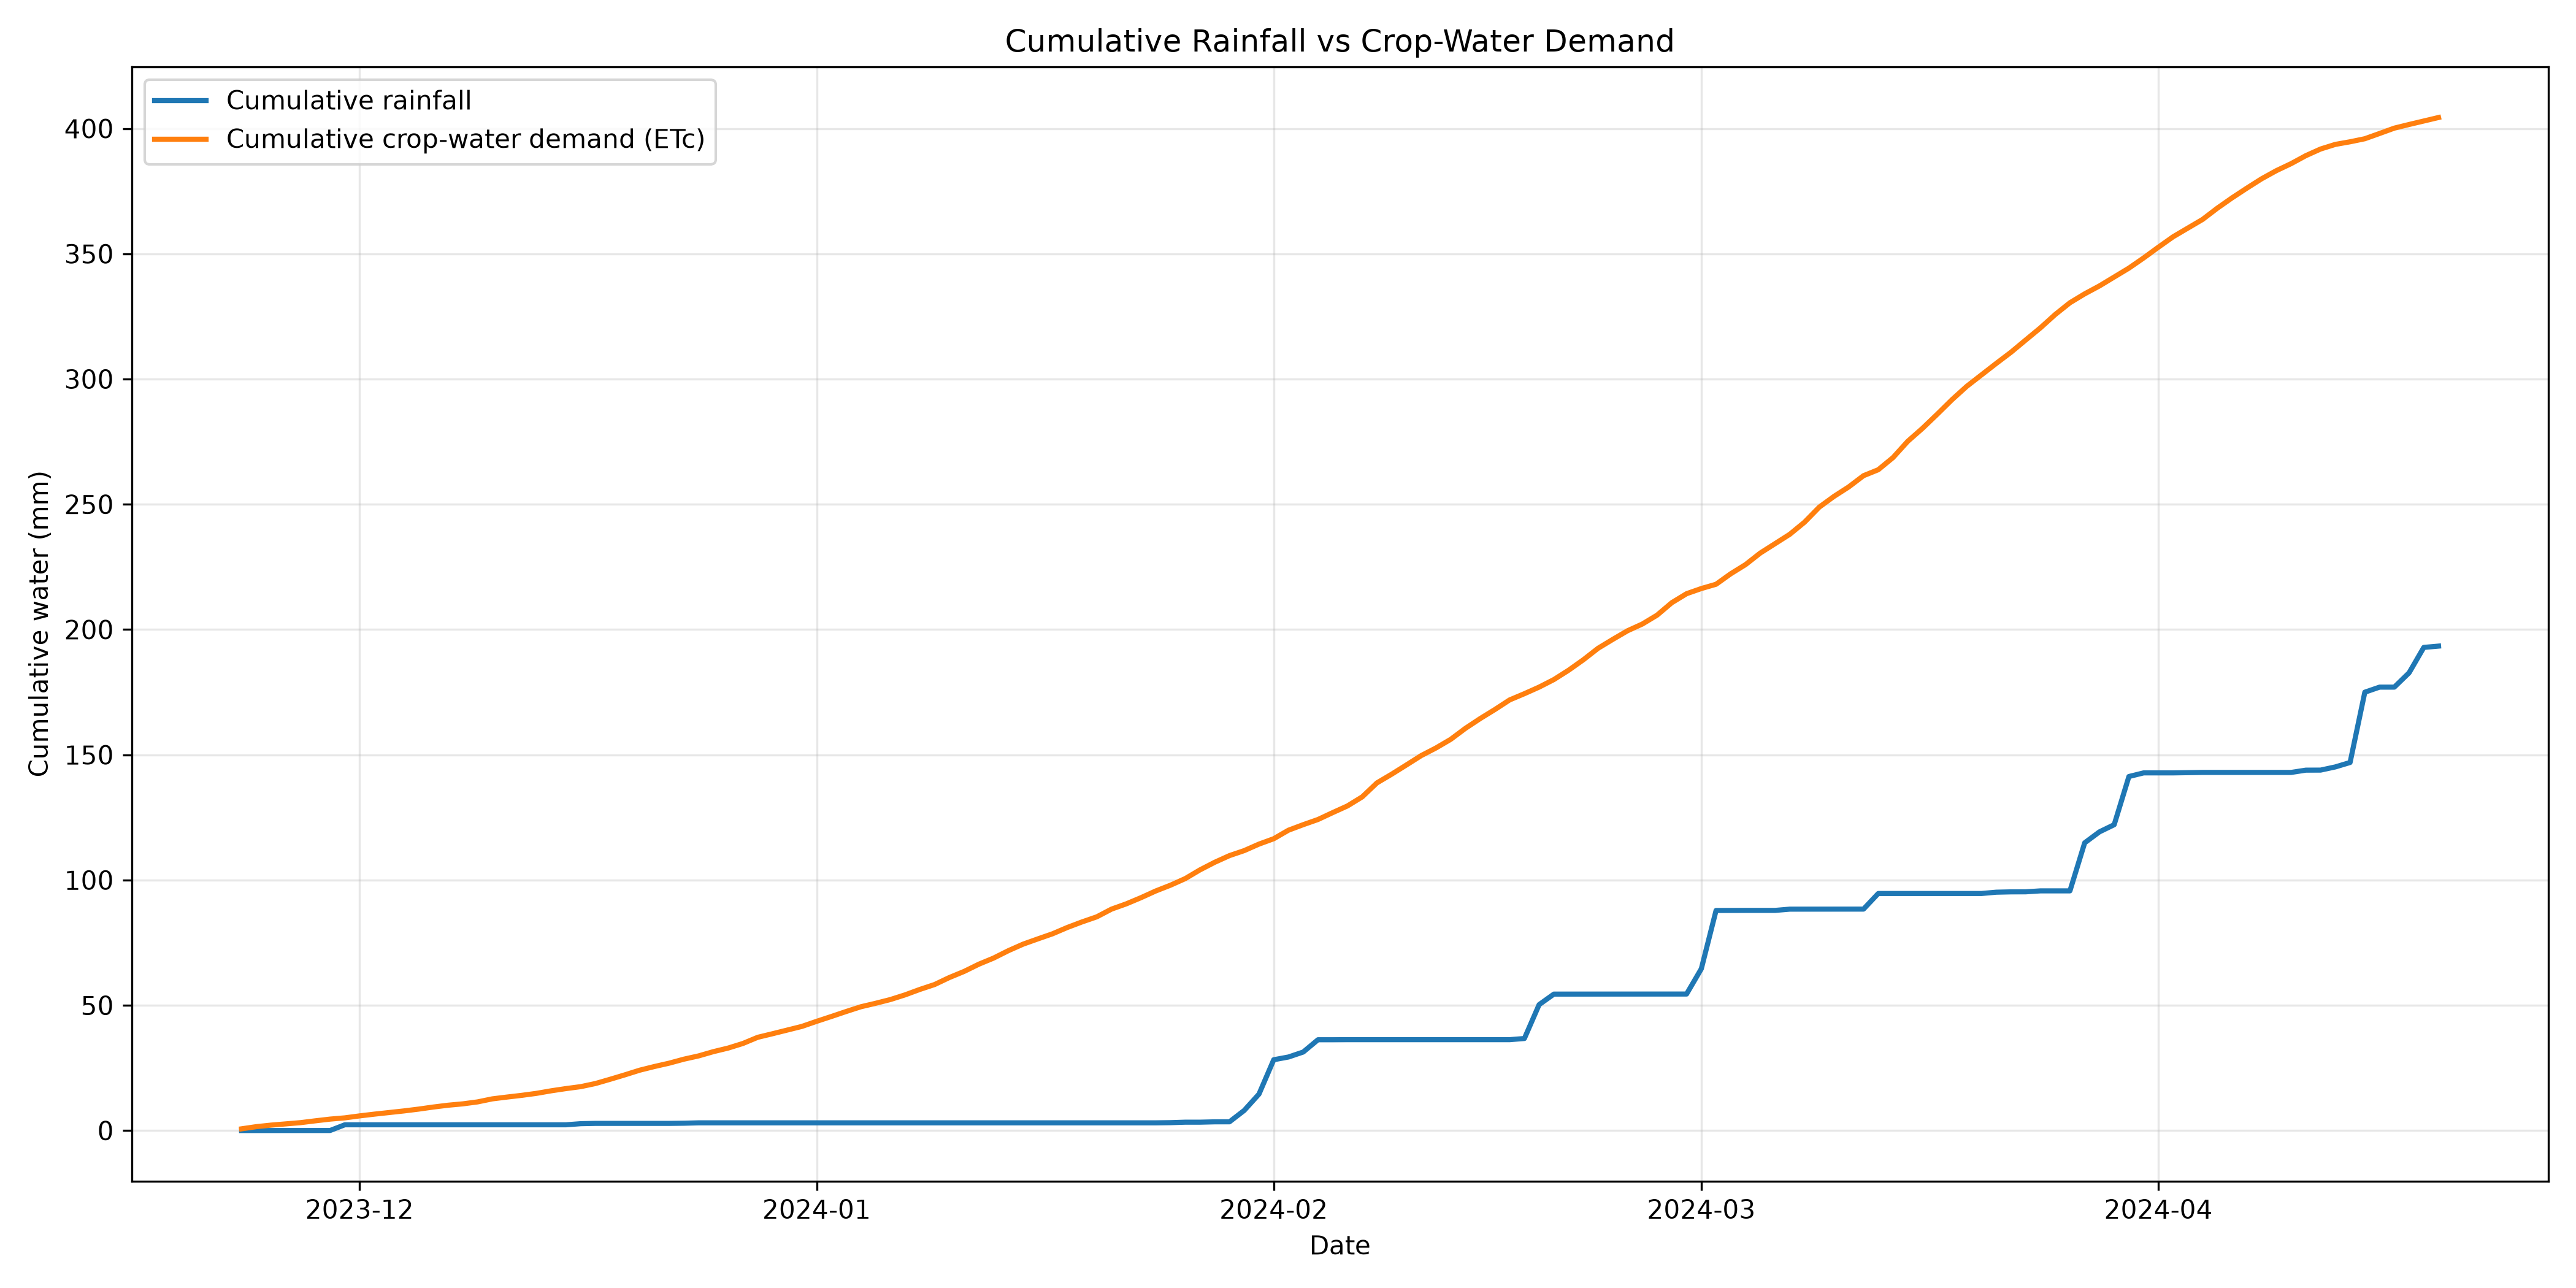 Cumulative Rainfall vs Crop-Water Demand
Cumulative rainfall
Cumulative crop-water demand (ETc)
Cumulative water (mm)
400
350
300
250
200
150
100
50
0
2023-12
2024-01
2024-02
2024-03
2024-04
Date